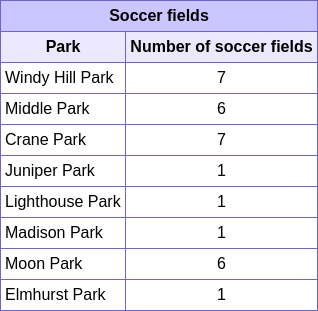 Soccer fields
Park Number of soccer fields
Windy Hill Park 7
Middle Park 6
Crane Park 7
Juniper Park 1
Lighthouse Park 1
Madison Park 1
Moon Park 6
Elmhurst Park 1